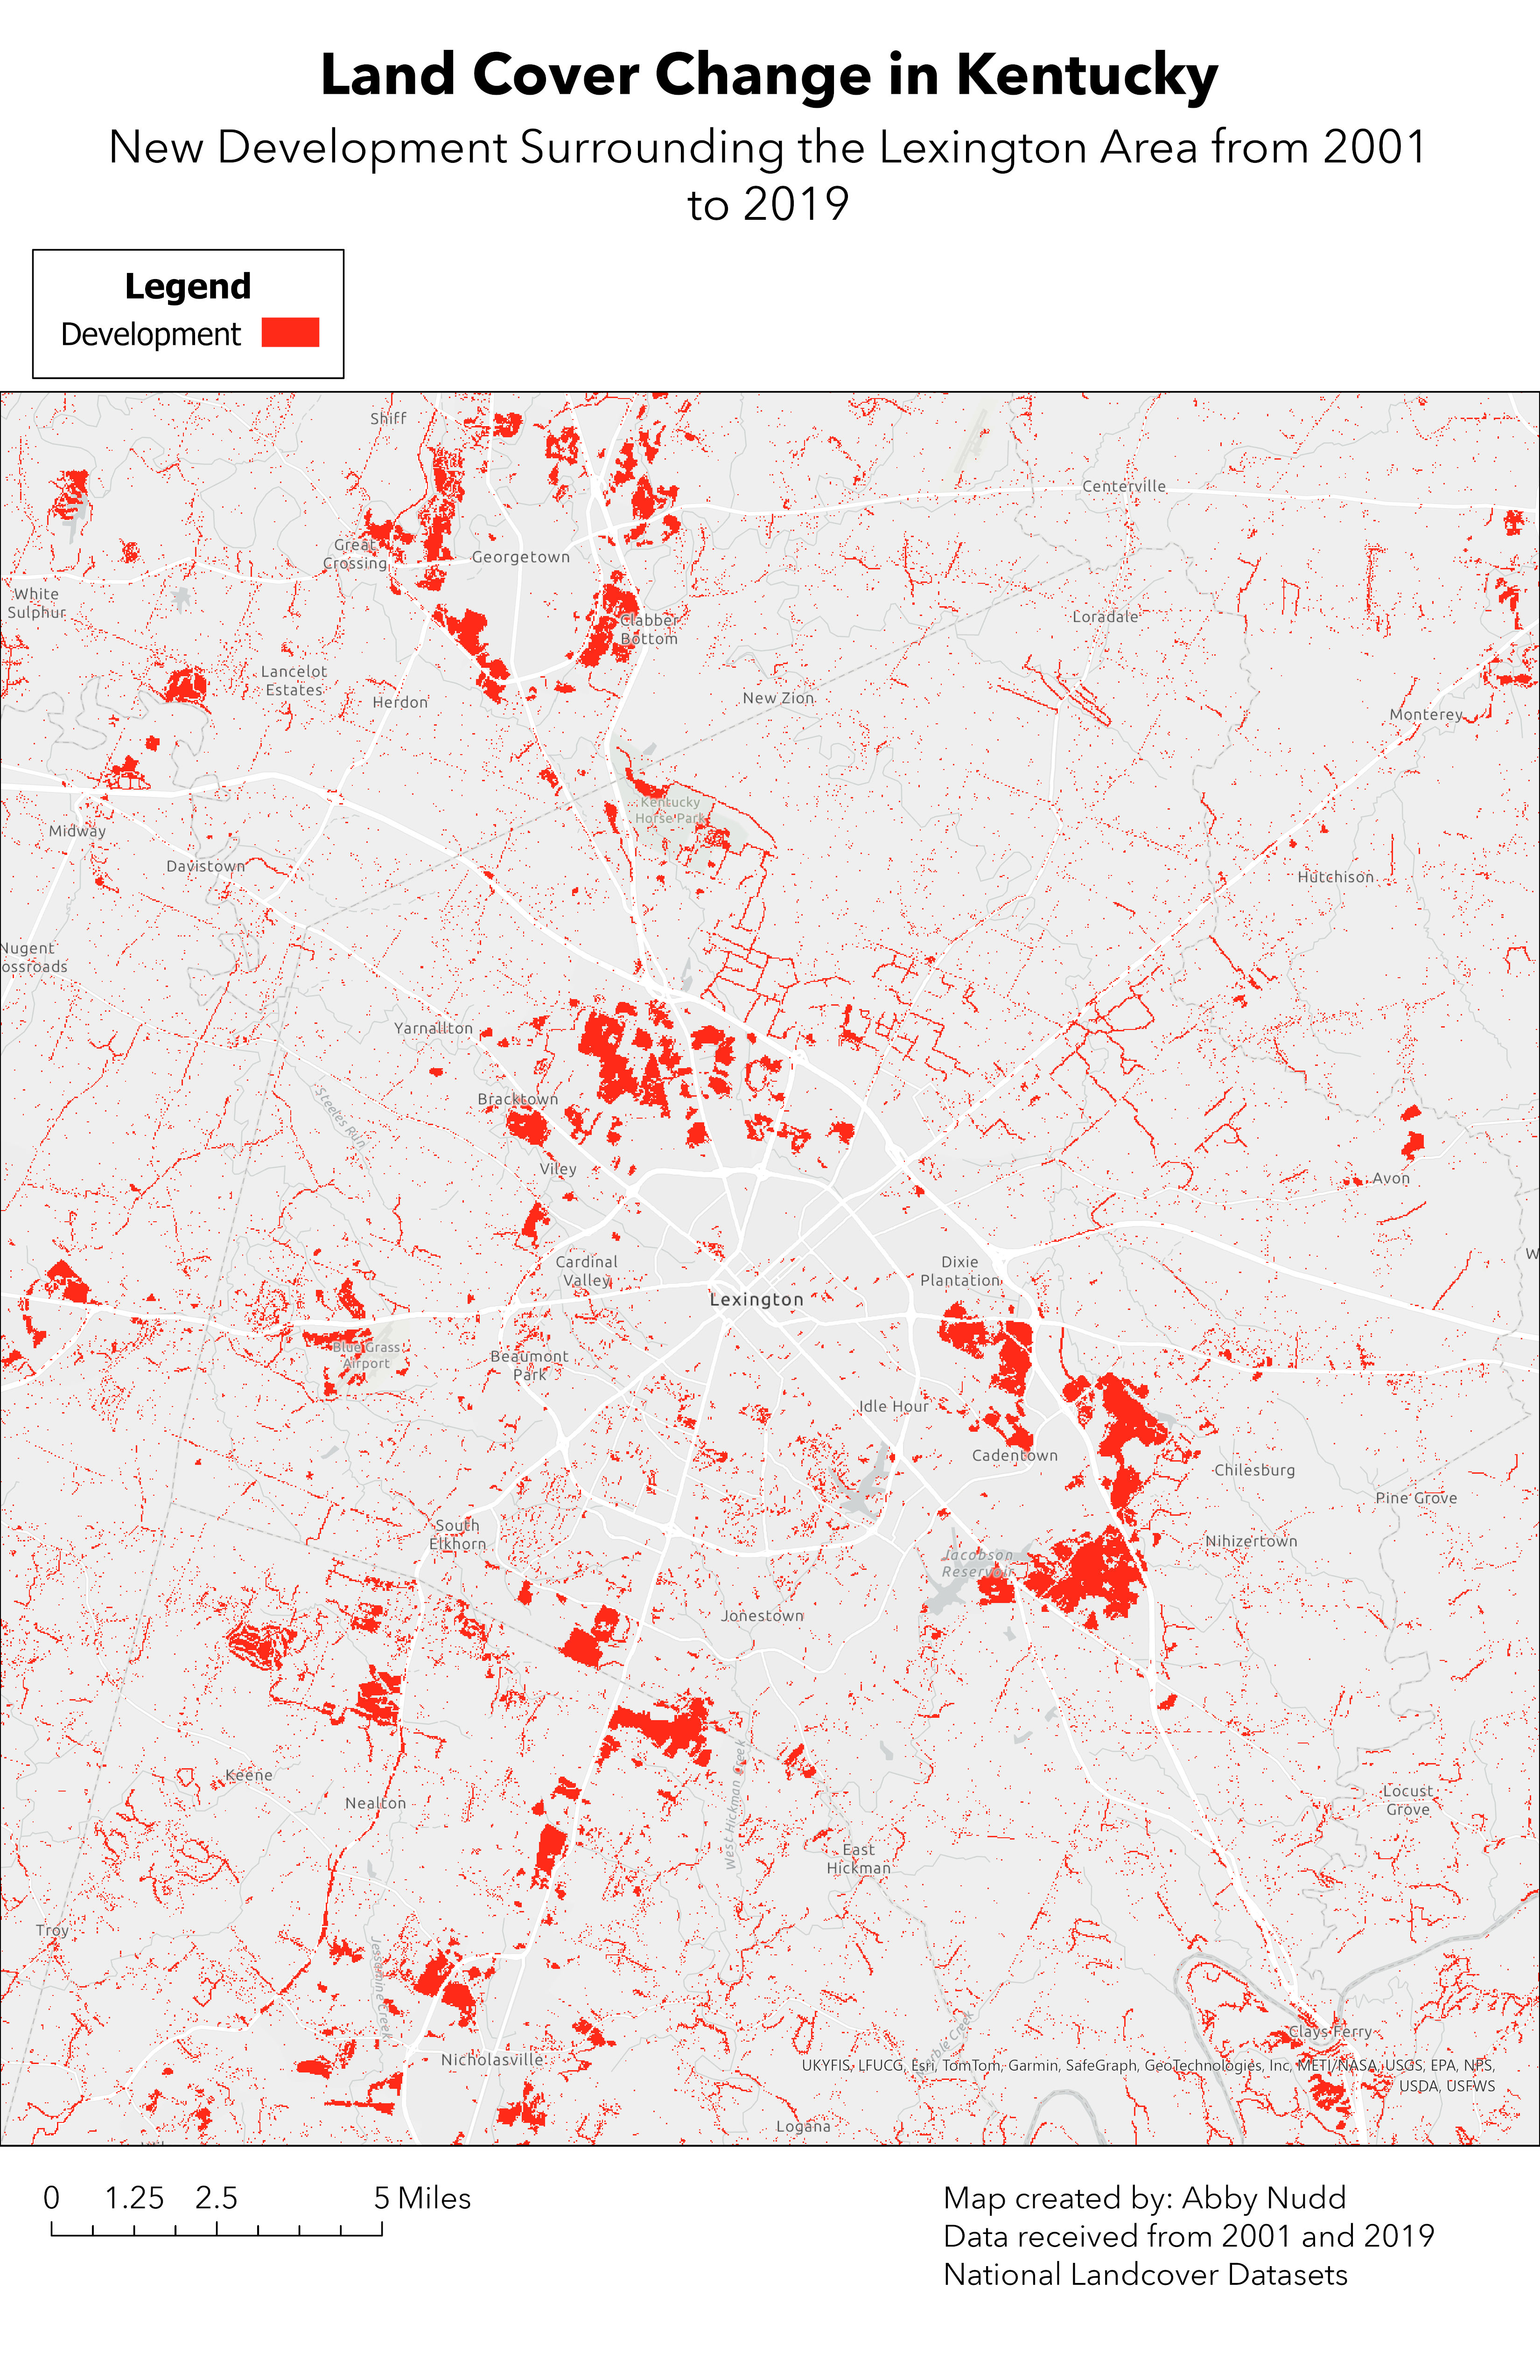 Land Cover Change in Kentucky
New Development Surrounding the Lexington Area from 2001
to 2019
Legend
Development
Shiff
Centerville
Great
Crossing
Georgetown
White
Sulphur
Clabber
Bottom
Loradale
Lancelot
Estates
Herdon
New Zion
Monterey
Kentucky
Horse Park
Midway
Davistown
Hutchison
Nugent
ossroads
Yarnallton
Steeles Run
Bracktown
Viley
Avon
W
Cardinal
Valley
Dixie
Plantation
Lexington
Blue Grass
Airport
Beaumont
Park
Idle Hour
Cadentown
Chilesburg
Pine Grove
South
Elkhorn
Nihizertown
Jacobson
Reservoir
Jonestown
Keene
Nealton
West Hickman Creek
Locust
Grove
East
Hickman
Troy
Jessamine Creek
Clays Ferry
Nicholasville
Marble Creek
UKYFIS, LFUCG, Esri, TomTom, Garmin, SafeGraph, GeoTechnologies, Inc, METI/NASA, USGS, EPA, NPS,
USDA, USFWS
Logana
0 1.25 2.5 5 Miles
Map created by: Abby Nudd
Data received from 2001 and 2019
National Landcover Datasets